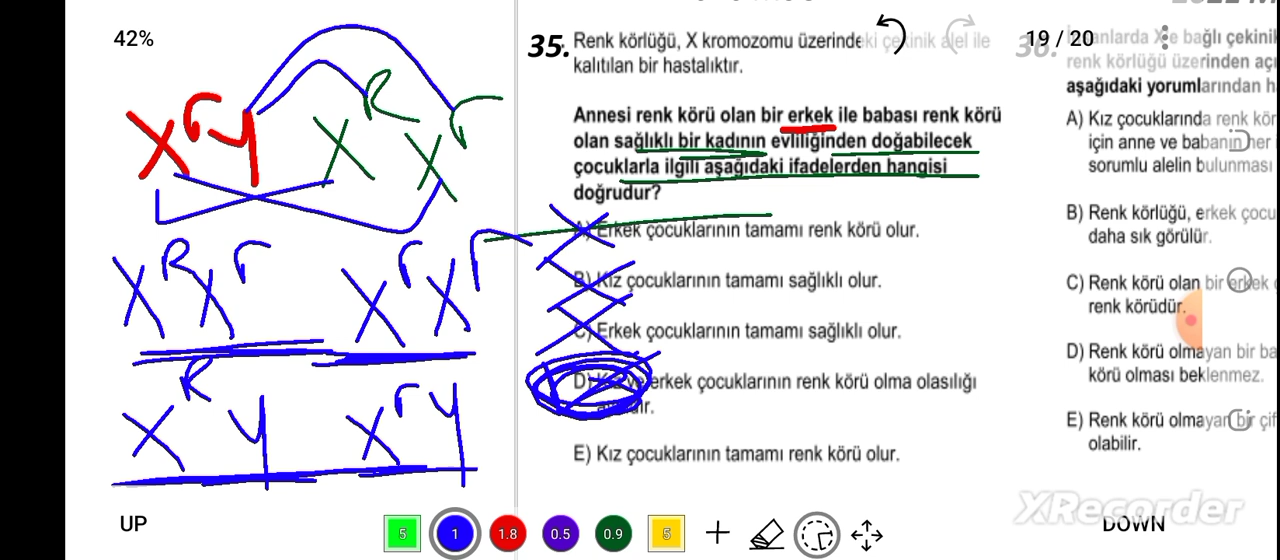 42%
19 / 20
35. Renk körlüğü, X kromozomu üzerindeki çekinik alel ile
kalıtılan bir hastalıktır.
Annesi renk körü olan bir erkek ile babası renk körü
olan sağlıklı bir kadının evliliğinden doğabilecek
çocuklarla ilgili aşağıdaki ifadelerden hangisi
doğrudur?
A) Erkek çocuklarının tamamı renk körü olur.
B) Kız çocuklarının tamamı sağlıklı olur.
C) Erkek çocuklarının tamamı sağlıklı olur.
D) Kız ve erkek çocuklarının renk körü olma olasılığı
E) Kız çocuklarının tamamı renk körü olur.
X^r y X^R X^r
X^R X^r X^r X^r
X^R y X^r y
36. bağlı çekinik
renk körlüğü üzerinden
aşağıdaki yorumlardan
A) Kız çocuklarında renk
için anne ve babanın her
sorumlu alelin bulunması
B) Renk körlüğü, erkek
daha sık görülür.
C) Renk körü olan bir erkek
renk körüdür.
D) Renk körü olmayan bir
körü olması beklenmez.
E) Renk körü olmayan bir
olabilir.
XRecorder
UP
5 1 1.8 0.5 0.9 5
DOWN